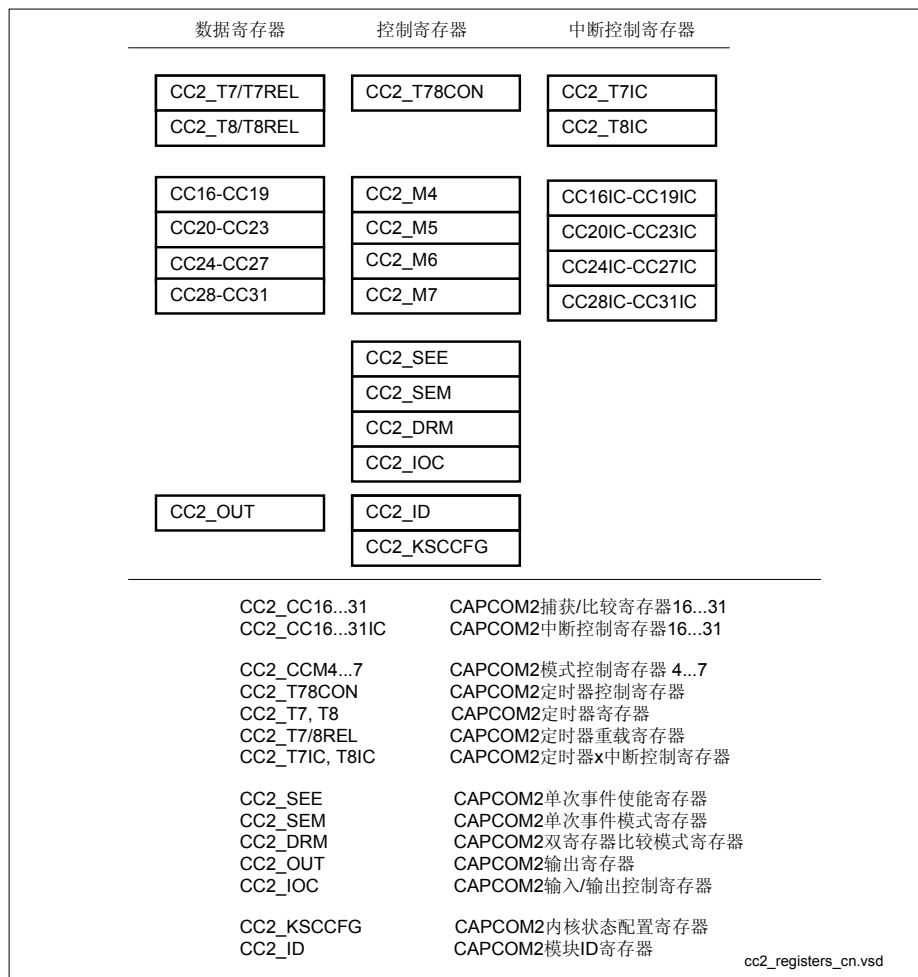 数据寄存器 控制寄存器 中断控制寄存器
CC2_T7/T7REL CC2_T78CON CC2_T7IC
CC2_T8/T8REL CC2_T8IC
CC16-CC19 CC2_M4 CC16IC-CC19IC
CC20-CC23 CC2_M5 CC20IC-CC23IC
CC24-CC27 CC2_M6 CC24IC-CC27IC
CC28-CC31 CC2_M7 CC28IC-CC31IC
CC2_SEE
CC2_SEM
CC2_DRM
CC2_IOC
CC2_OUT CC2_ID
CC2_KSCCFG
CC2_CC16...31 CAPCOM2捕获/比较寄存器16...31
CC2_CC16...31IC CAPCOM2中断控制寄存器16...31
CC2_CCM4...7 CAPCOM2模式控制寄存器 4...7
CC2_T78CON CAPCOM2定时器控制寄存器
CC2_T7, T8 CAPCOM2定时器寄存器
CC2_T7/8REL CAPCOM2定时器重载寄存器
CC2_T7IC, T8IC CAPCOM2定时器x中断控制寄存器
CC2_SEE CAPCOM2单次事件使能寄存器
CC2_SEM CAPCOM2单次事件模式寄存器
CC2_DRM CAPCOM2双寄存器比较模式寄存器
CC2_OUT CAPCOM2输出寄存器
CC2_IOC CAPCOM2输入/输出控制寄存器
CC2_KSCCFG CAPCOM2内核状态配置寄存器
CC2_ID CAPCOM2模块ID寄存器
cc2_registers_cn.vsd